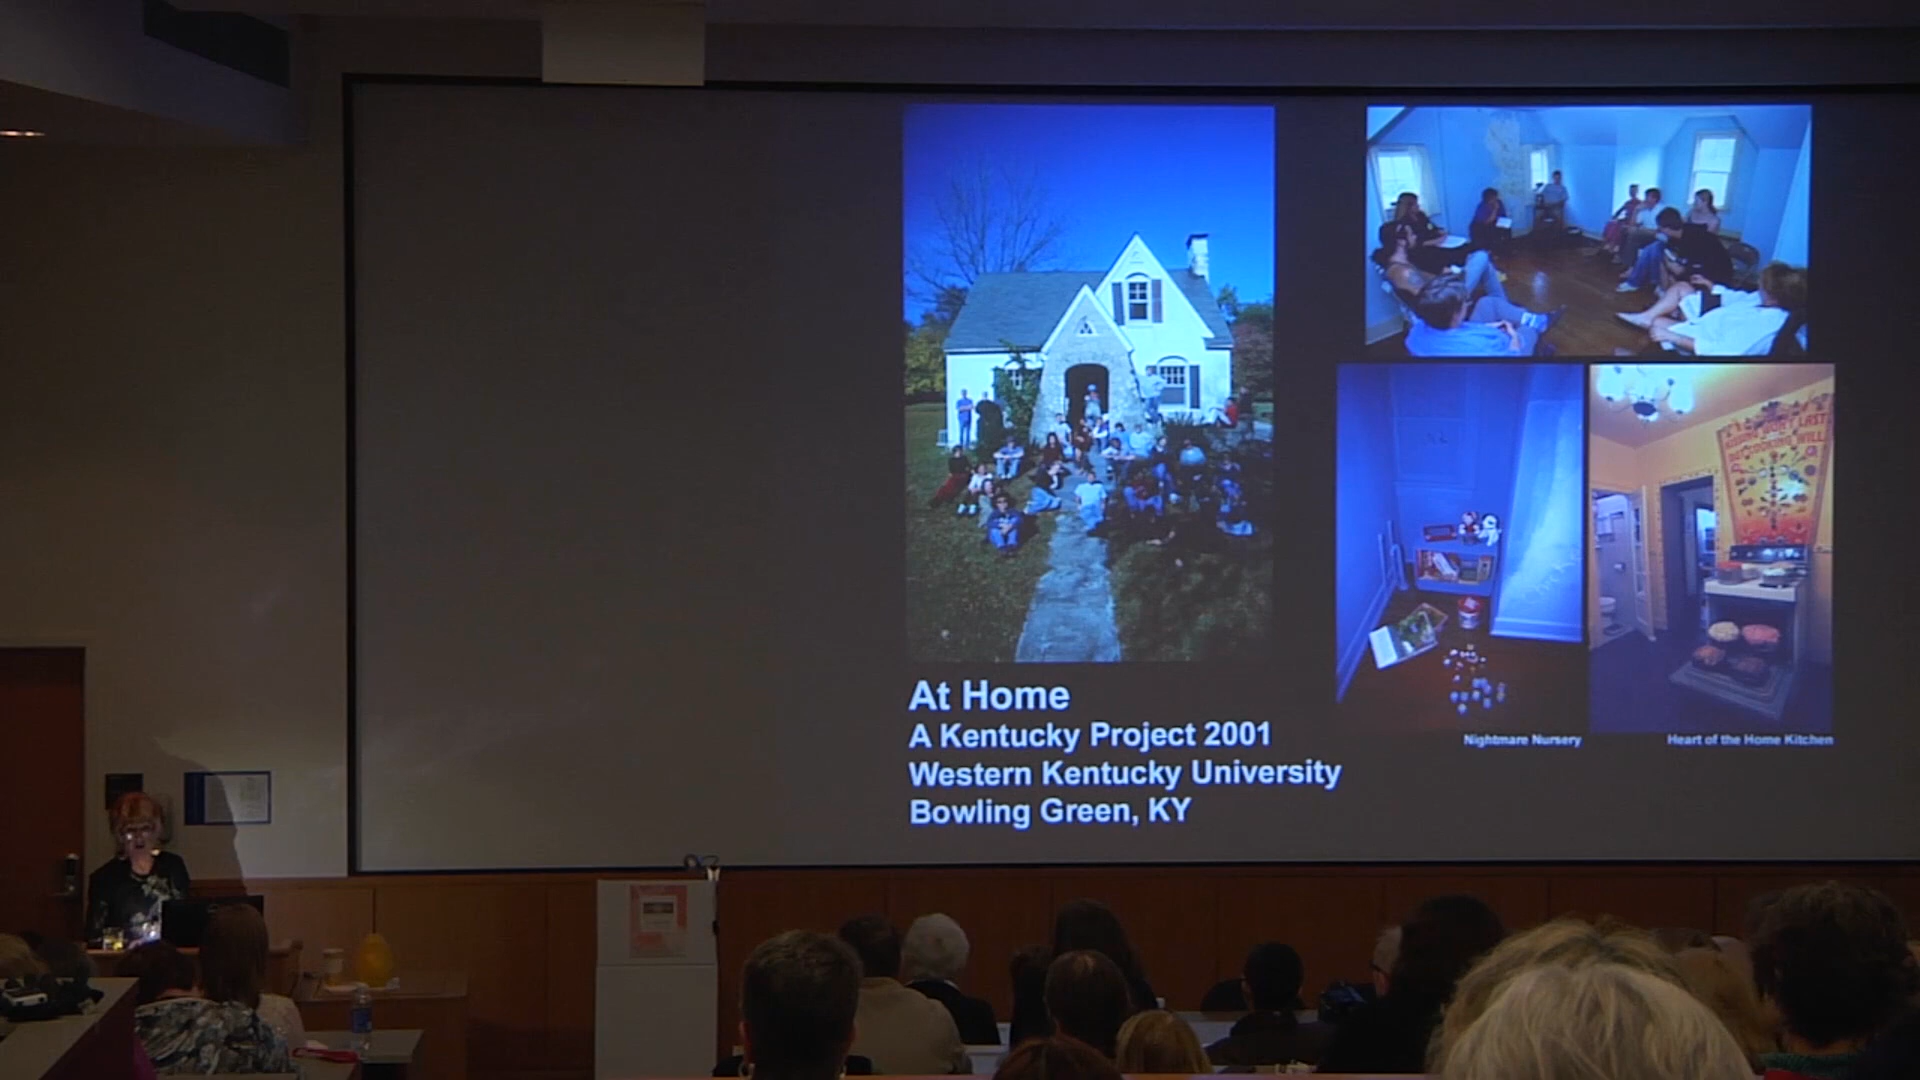 At Home
A Kentucky Project 2001
Western Kentucky University
Bowling Green, KY
Nightmare Nursery
Heart of the Home Kitchen